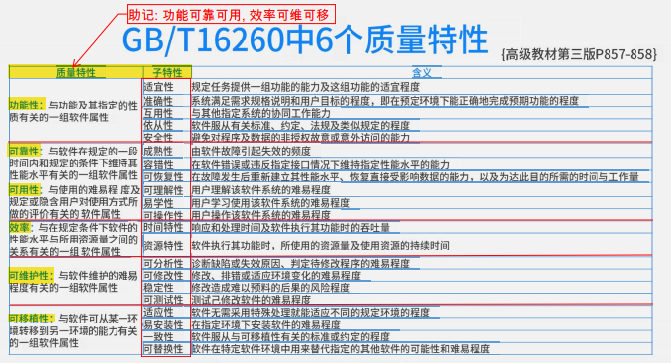 助记: 功能可靠可用, 效率可维可移
GB/T16260中6个质量特性
{高级教材第三版P857-858}
质量特性 子特性 含义
功能性：与功能及其指定的性质有关的一组软件属性
适宜性 规定任务提供一组功能的能力及这组功能的适宜程度
准确性 系统满足需求规格说明和用户目标的程度，即在预定环境下能正确地完成预期功能的程度
互用性 与其他指定系统的协同工作能力
依从性 软件服从有关标准、约定、法规及类似规定的程度
安全性 避免对程序及数据的非授权故意或意外访问的能力
可靠性：与软件在规定的一段时间内和规定的条件下维持其性能水平有关的一组软件属性
成熟性 由软件故障引起失效的频度
容错性 在软件错误或违反指定接口情况下维持指定性能水平的能力
可恢复性 在故障发生后重新建立其性能水平、恢复直接受影响数据的能力，以及为达此目的所需的时间与工作量
可用性：与使用的难易程度及规定或隐含用户对使用方式所做的评价有关的软件属性
可理解性 用户理解该软件系统的难易程度
易学性 用户学习使用该软件系统的难易程度
可操作性 用户操作该软件系统的难易程度
效率：与在规定条件下软件的性能水平与所用资源量之间的关系有关的一组软件属性
时间特性 响应和处理时间及软件执行其功能时的吞吐量
资源特性 软件执行其功能时，所使用的资源量及使用资源的持续时间
可维护性：与软件维护的难易程度有关的一组软件属性
可分析性 诊断缺陷或失效原因、判定待修改程序的难易程度
可修改性 修改、排错或适应环境变化的难易程度
稳定性 修改造成难以预料的后果的风险程度
可测试性 测试已修改软件的难易程度
可移植性：与软件可从某一环境转移到另一环境的能力有关的一组软件属性
适应性 软件无需采用特殊处理就能适应不同的规定环境的程度
易安装性 在指定环境下安装软件的难易程度
一致性 软件服从与可移植性有关的标准或约定的程度
可替换性 软件在特定软件环境中用来替代指定的其他软件的可能性和难易程度